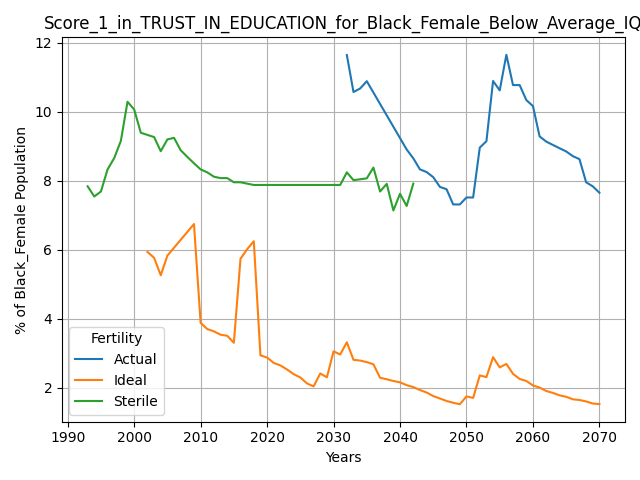 Score_1_in_TRUST_IN_EDUCATION_for_Black_Female_Below_Average_IQ
12
10
8
6
4
2
% of Black_Female Population
Fertility
Actual
Ideal
Sterile
1990 2000 2010 2020 2030 2040 2050 2060 2070
Years